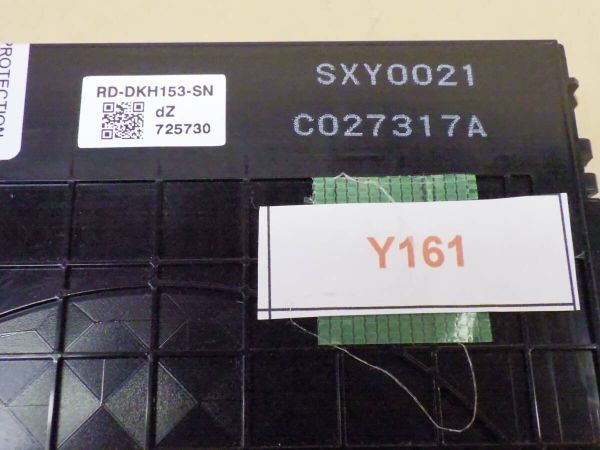 PROTECTION
RD-DKH153-SN
dZ
725730
SXY0021
C027317A
Y161